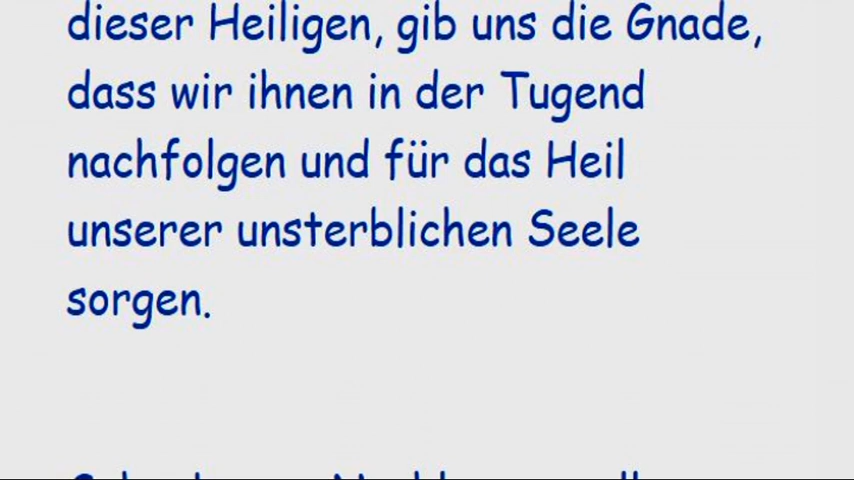 dieser Heiligen, gib uns die Gnade,
dass wir ihnen in der Tugend
nachfolgen und für das Heil
unserer unsterblichen Seele
sorgen.